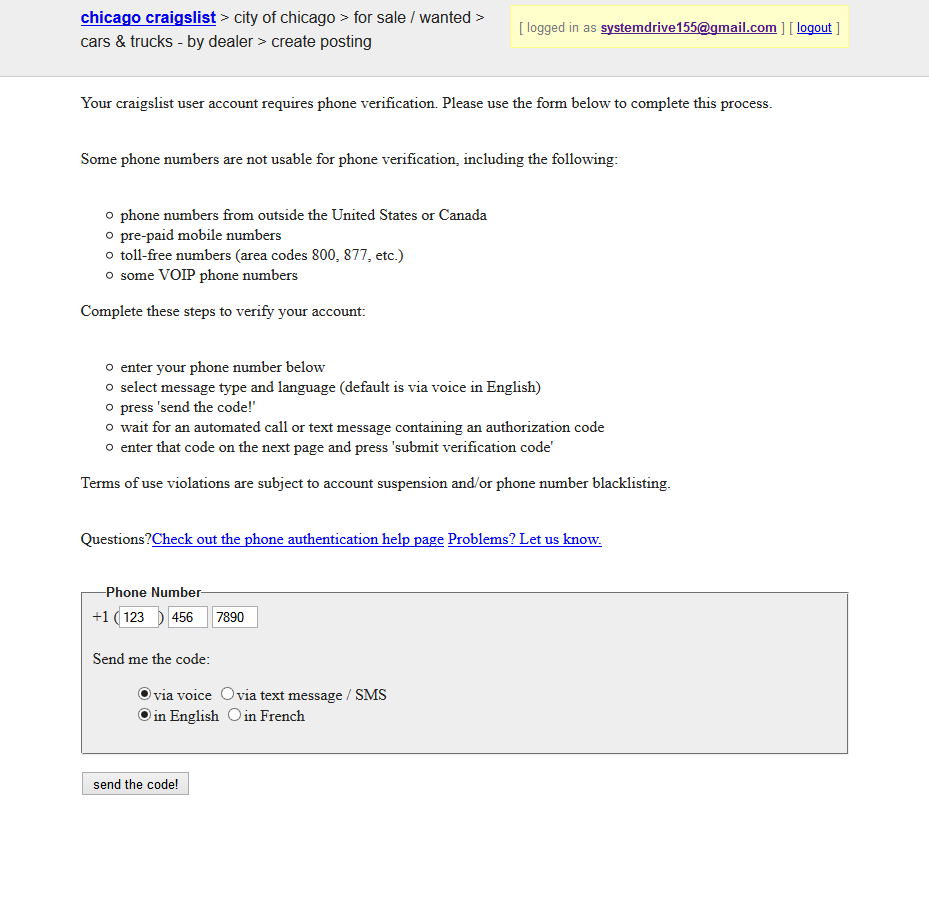 chicago craigslist > city of chicago > for sale / wanted >
cars & trucks - by dealer > create posting
[ logged in as systemdrive155@gmail.com ] [ logout ]
Your craigslist user account requires phone verification. Please use the form below to complete this process.
Some phone numbers are not usable for phone verification, including the following:
phone numbers from outside the United States or Canada
pre-paid mobile numbers
toll-free numbers (area codes 800, 877, etc.)
some VOIP phone numbers
Complete these steps to verify your account:
enter your phone number below
select message type and language (default is via voice in English)
press 'send the code!'
wait for an automated call or text message containing an authorization code
enter that code on the next page and press 'submit verification code'
Terms of use violations are subject to account suspension and/or phone number blacklisting.
Questions?Check out the phone authentication help page Problems? Let us know.
Phone Number
+1 (123) 456 7890
Send me the code:
via voice via text message / SMS
in English in French
send the code!